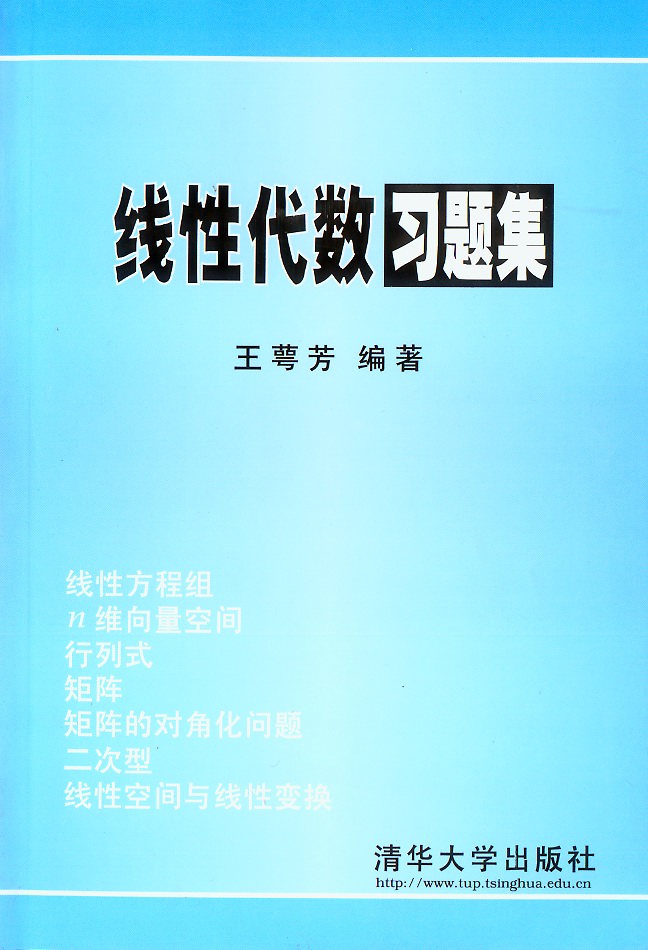 线性代数习题集
王萼芳 编著
线性方程组
n维向量空间
行列式
矩阵
矩阵的对角化问题
二次型
线性空间与线性变换
清华大学出版社
http://www.tup.tsinghua.edu.cn